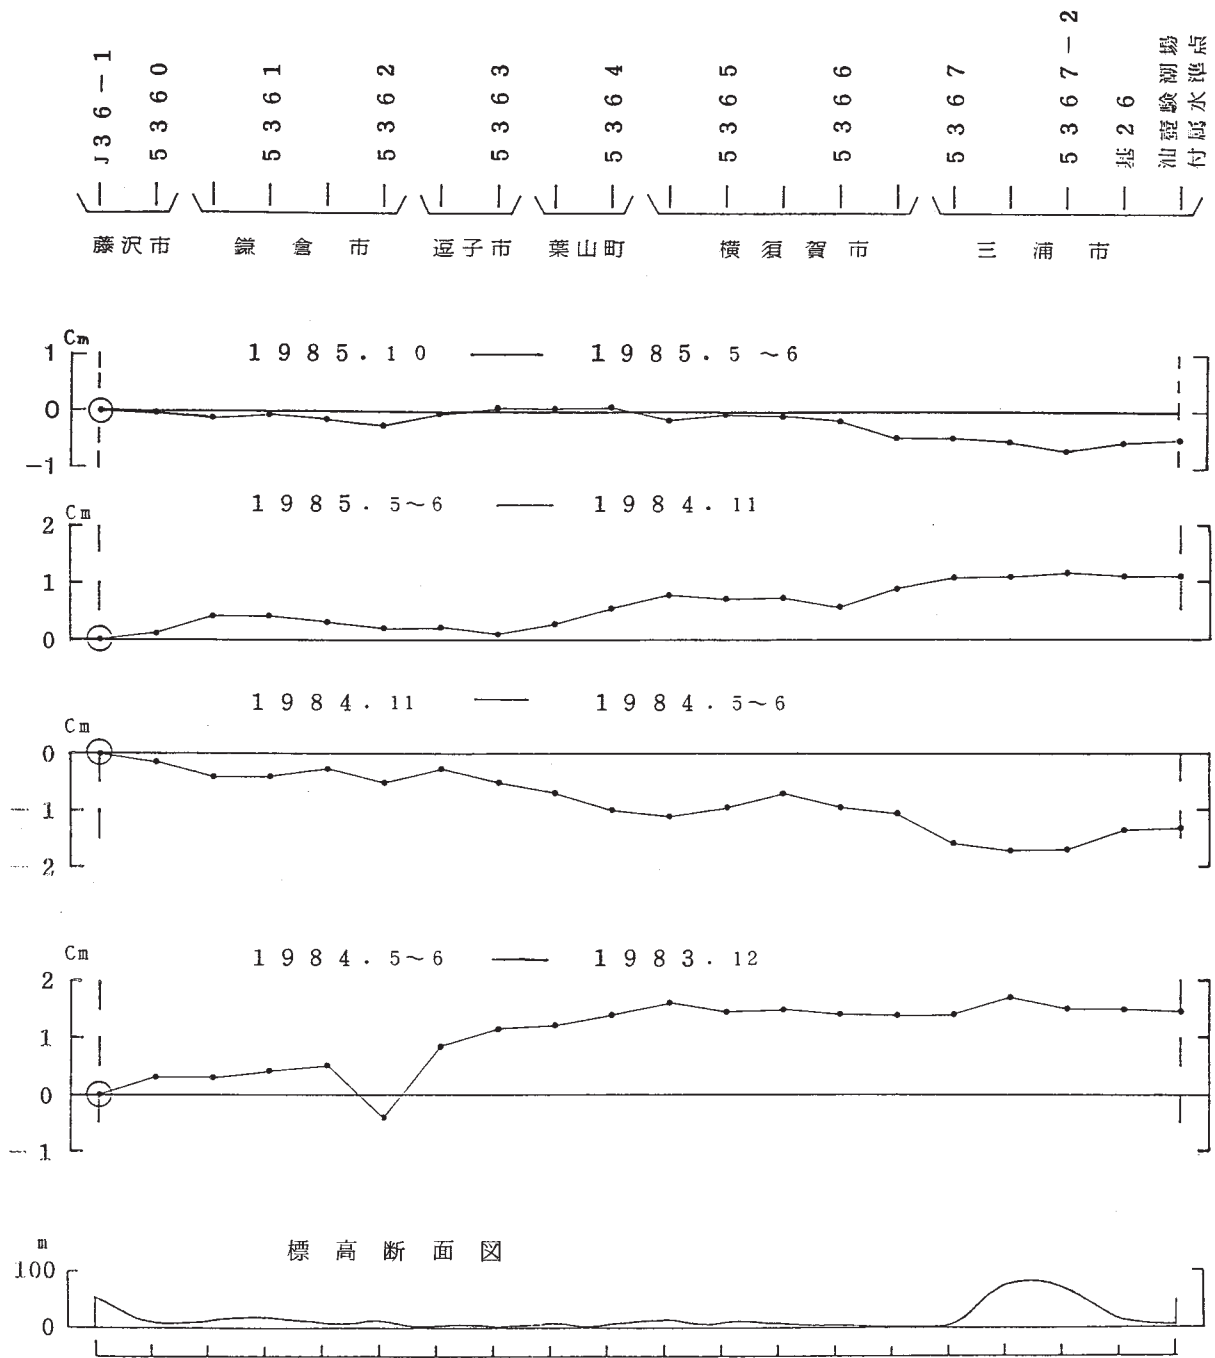 J36-1
5360
5361
5362
5363
5364
5365
5366
5367
5367-2
基26
油壺験潮場
付属水準点
藤沢市 鎌倉市 逗子市 葉山町 横須賀市 三浦市
Cm
1985.10 —— 1985.5~6
1
0
-1
Cm
1985.5~6 —— 1984.11
2
1
0
1984.11 —— 1984.5~6
Cm
0
-1
-2
Cm
1984.5~6 —— 1983.12
2
1
0
-1
m
標高断面図
100
0